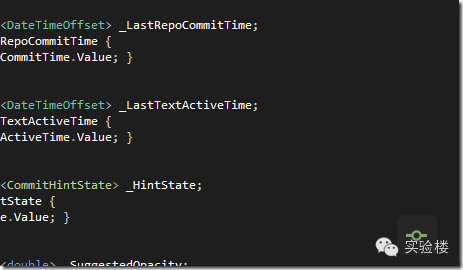 <DateTimeOffset> _LastRepoCommitTime;
RepoCommitTime {
CommitTime.Value; }
<DateTimeOffset> _LastTextActiveTime;
TextActiveTime {
ActiveTime.Value; }
<CommitHintState> _HintState;
tState {
e.Value; }
<double> _SuggestedOpacity;
实验楼